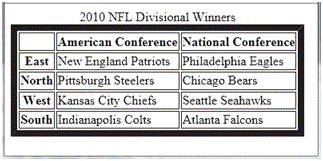 2010 NFL Divisional Winners
American Conference National Conference
East New England Patriots Philadelphia Eagles
North Pittsburgh Steelers Chicago Bears
West Kansas City Chiefs Seattle Seahawks
South Indianapolis Colts Atlanta Falcons